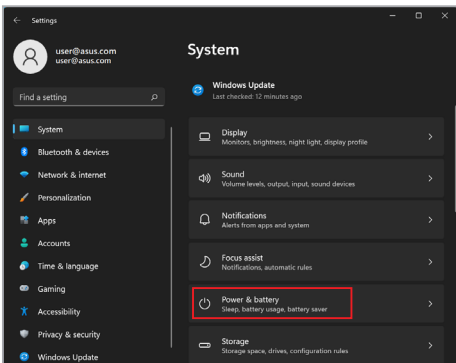 Settings
user@asus.com
user@asus.com
Find a setting
System
Bluetooth & devices
Network & internet
Personalization
Apps
Accounts
Time & language
Gaming
Accessibility
Privacy & security
Windows Update
System
Windows Update
Last checked: 12 minutes ago
Display
Monitors, brightness, night light, display profile
Sound
Volume levels, output, input, sound devices
Notifications
Alerts from apps and system
Focus assist
Notifications, automatic rules
Power & battery
Sleep, battery usage, battery saver
Storage
Storage space, drives, configuration rules